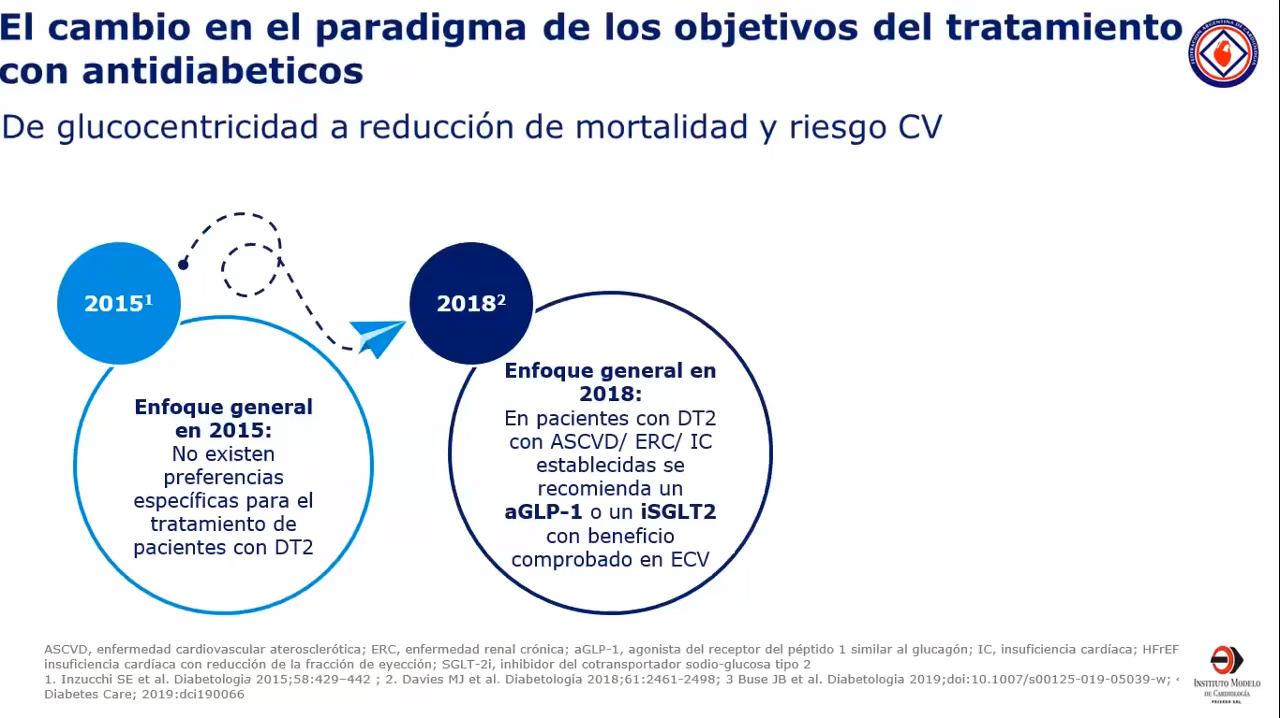 El cambio en el paradigma de los objetivos del tratamiento
con antidiabeticos
De glucocentricidad a reducción de mortalidad y riesgo CV
2015¹
2018²
Enfoque general
en 2015:
No existen
preferencias
específicas para el
tratamiento de
pacientes con DT2
Enfoque general en
2018:
En pacientes con DT2
con ASCVD/ ERC/ IC
establecidas se
recomienda un
aGLP-1 o un iSGLT2
con beneficio
comprobado en ECV
ASCVD, enfermedad cardiovascular aterosclerótica; ERC, enfermedad renal crónica; aGLP-1, agonista del receptor del péptido 1 similar al glucagón; IC, insuficiencia cardíaca; HFrEF
insuficiencia cardíaca con reducción de la fracción de eyección; SGLT-2i, inhibidor del cotransportador sodio-glucosa tipo 2
1. Inzucchi SE et al. Diabetologia 2015;58:429–442 ; 2. Davies MJ et al. Diabetologia 2018;61:2461-2498; 3 Buse JB et al. Diabetologia 2019;doi:10.1007/s00125-019-05039-w;
Diabetes Care; 2019:dci190066
INSTITUTO MODELO
DE CARDIOLOGÍA
PRIVADO SRL